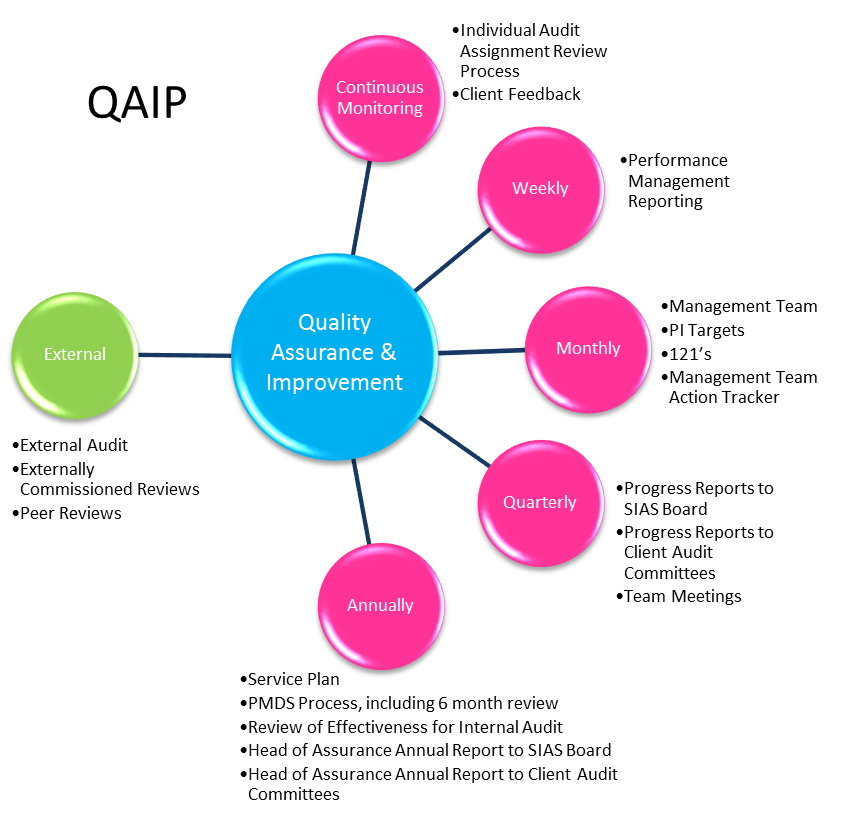 QAIP
Continuous
Monitoring
•Individual Audit
Assignment Review
Process
•Client Feedback
Weekly
•Performance
Management
Reporting
Monthly
•Management Team
•PI Targets
•121’s
•Management Team
Action Tracker
Quality
Assurance &
Improvement
External
•External Audit
•Externally
Commissioned Reviews
•Peer Reviews
Quarterly
•Progress Reports to
SIAS Board
•Progress Reports to
Client Audit
Committees
•Team Meetings
Annually
•Service Plan
•PMDS Process, including 6 month review
•Review of Effectiveness for Internal Audit
•Head of Assurance Annual Report to SIAS Board
•Head of Assurance Annual Report to Client Audit
Committees